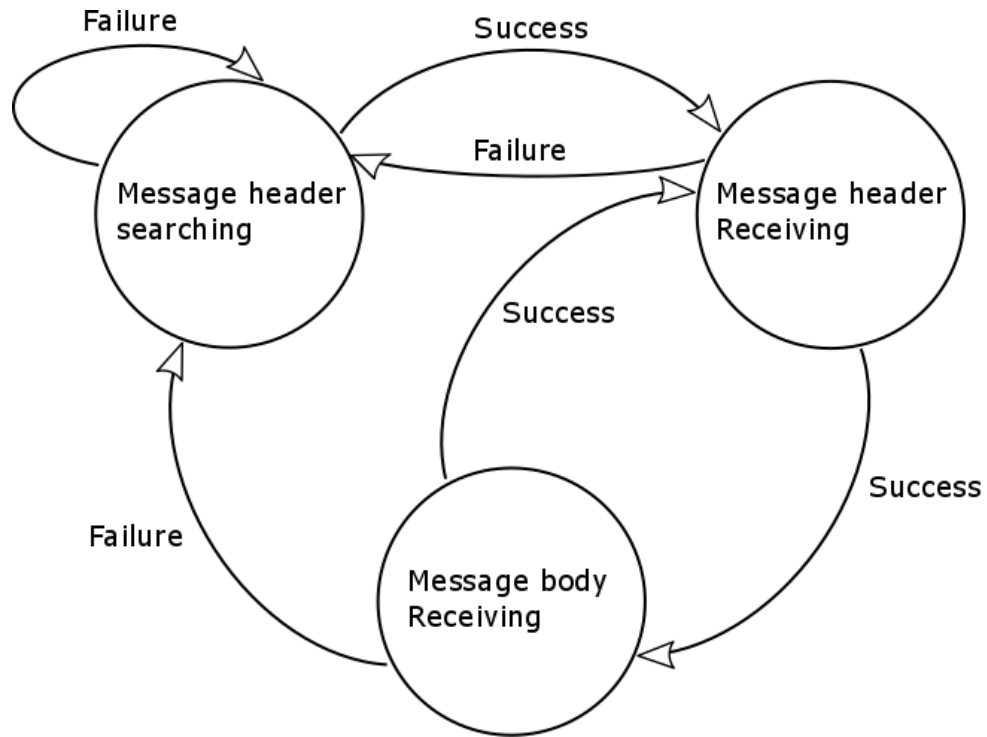 Failure
Success
Failure
Message header
searching
Message header
Receiving
Success
Success
Failure
Message body
Receiving